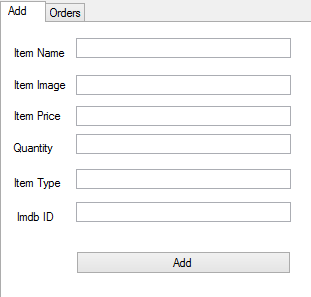 Add Orders
Item Name
Item Image
Item Price
Quantity
Item Type
Imdb ID
Add